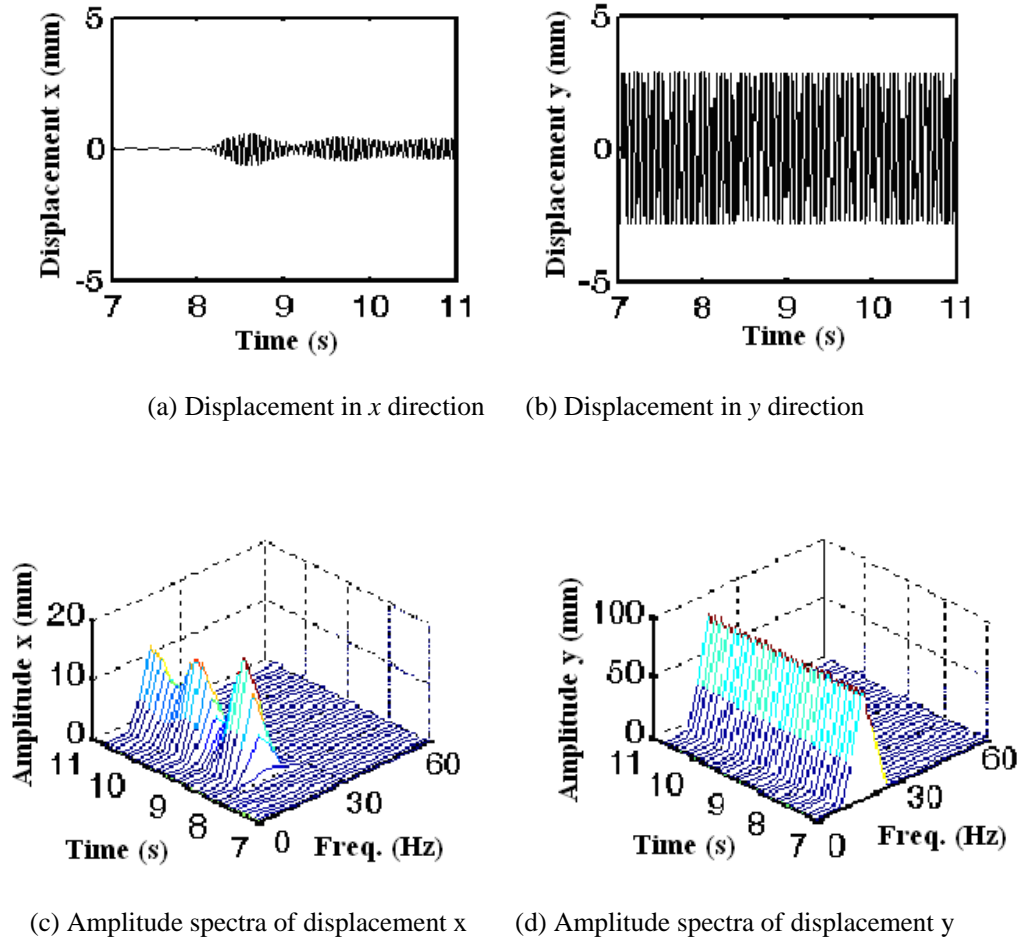 5
0
-5
Displacement x (mm)
7 8 9 10 11
Time (s)
5
0
-5
Displacement y (mm)
7 8 9 10 11
Time (s)
(a) Displacement in x direction (b) Displacement in y direction
20
10
0
Amplitude x (mm)
11 10 9 8 7
Time (s)
0 30 60
Freq. (Hz)
100
50
0
Amplitude y (mm)
11 10 9 8 7
Time (s)
0 30 60
Freq. (Hz)
(c) Amplitude spectra of displacement x (d) Amplitude spectra of displacement y